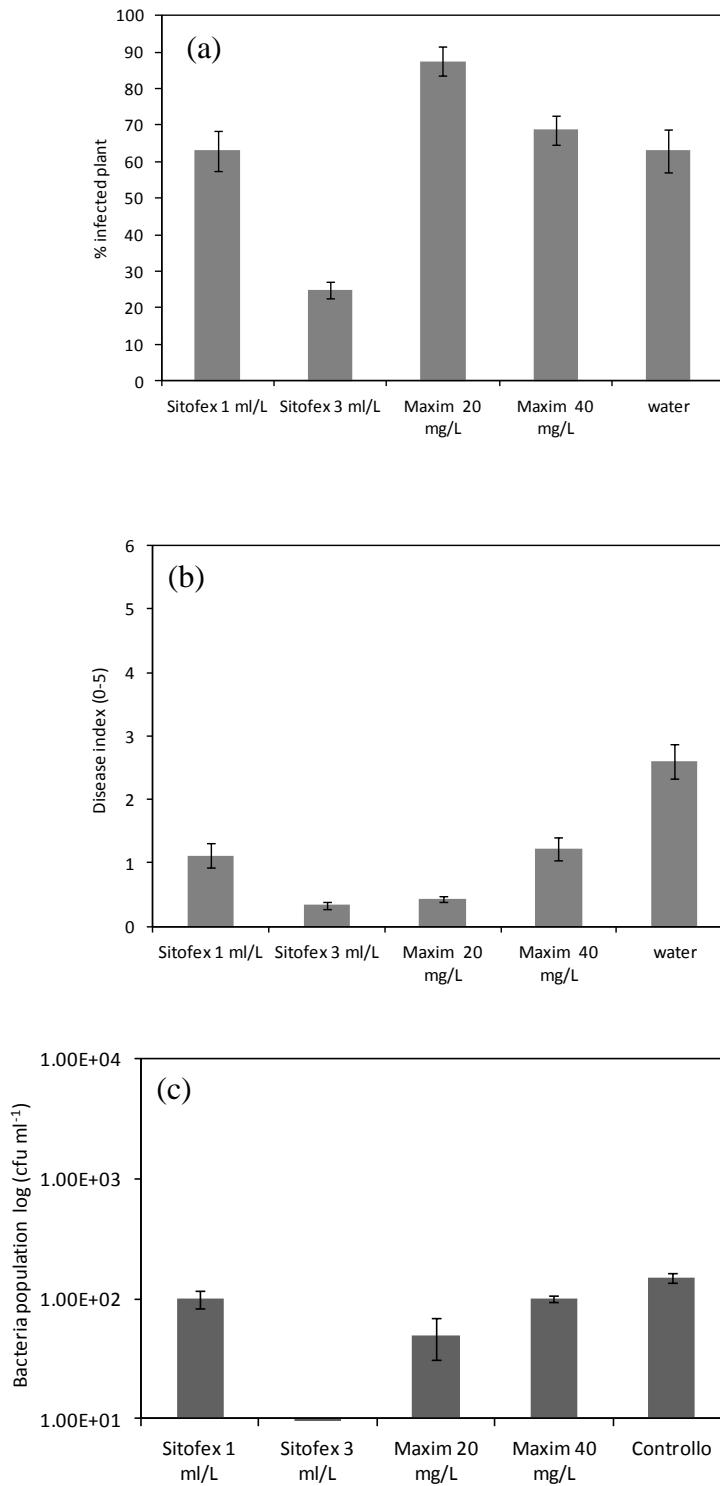 (a)
% infected plant
100
90
80
70
60
50
40
30
20
10
0
Sitofex 1 ml/L Sitofex 3 ml/L Maxim 20 mg/L Maxim 40 mg/L water
(b)
Disease index (0-5)
6
5
4
3
2
1
0
Sitofex 1 ml/L Sitofex 3 ml/L Maxim 20 mg/L Maxim 40 mg/L water
(c)
Bacteria population log (cfu ml-1)
1.00E+04
1.00E+03
1.00E+02
1.00E+01
Sitofex 1 ml/L Sitofex 3 ml/L Maxim 20 mg/L Maxim 40 mg/L Controllo